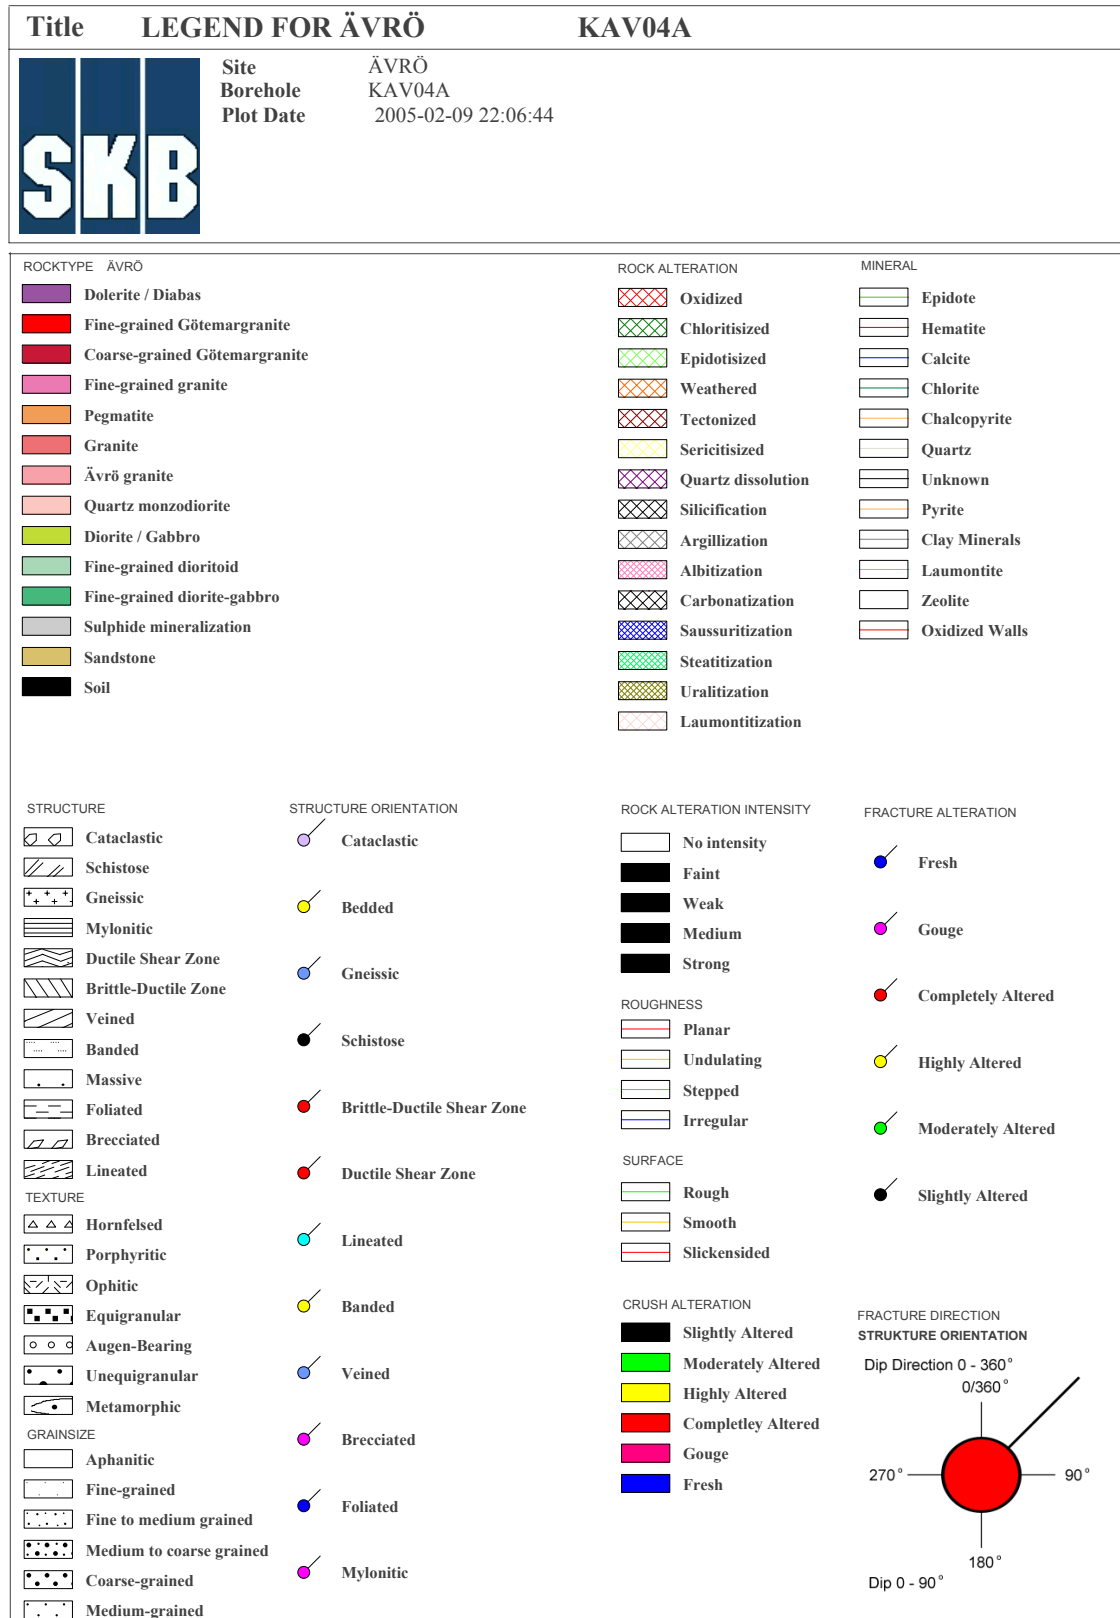 Title LEGEND FOR ÄVRÖ KAV04A
SKB
Site ÄVRÖ
Borehole KAV04A
Plot Date 2005-02-09 22:06:44
ROCKTYPE ÄVRÖ
Dolerite / Diabas
Fine-grained Götemargranite
Coarse-grained Götemargranite
Fine-grained granite
Pegmatite
Granite
Ävrö granite
Quartz monzodiorite
Diorite / Gabbro
Fine-grained dioritoid
Fine-grained diorite-gabbro
Sulphide mineralization
Sandstone
Soil
ROCK ALTERATION
Oxidized
Chloritisized
Epidotisized
Weathered
Tectonized
Sericitisized
Quartz dissolution
Silicification
Argillization
Albitization
Carbonatization
Saussuritization
Steatitization
Uralitization
Laumontitization
MINERAL
Epidote
Hematite
Calcite
Chlorite
Chalcopyrite
Quartz
Unknown
Pyrite
Clay Minerals
Laumontite
Zeolite
Oxidized Walls
STRUCTURE
Cataclastic
Schistose
Gneissic
Mylonitic
Ductile Shear Zone
Brittle-Ductile Zone
Veined
Banded
Massive
Foliated
Brecciated
Lineated
TEXTURE
Hornfelsed
Porphyritic
Ophitic
Equigranular
Augen-Bearing
Unequigranular
Metamorphic
GRAINSIZE
Aphanitic
Fine-grained
Fine to medium grained
Medium to coarse grained
Coarse-grained
Medium-grained
STRUCTURE ORIENTATION
Cataclastic
Bedded
Gneissic
Schistose
Brittle-Ductile Shear Zone
Ductile Shear Zone
Lineated
Banded
Veined
Brecciated
Foliated
Mylonitic
ROCK ALTERATION INTENSITY
No intensity
Faint
Weak
Medium
Strong
ROUGHNESS
Planar
Undulating
Stepped
Irregular
SURFACE
Rough
Smooth
Slickensided
CRUSH ALTERATION
Slightly Altered
Moderately Altered
Highly Altered
Completley Altered
Gouge
Fresh
FRACTURE ALTERATION
Fresh
Gouge
Completely Altered
Highly Altered
Moderately Altered
Slightly Altered
FRACTURE DIRECTION
STRUKTURE ORIENTATION
Dip Direction 0 - 360°
0/360°
270° 90°
180°
Dip 0 - 90°